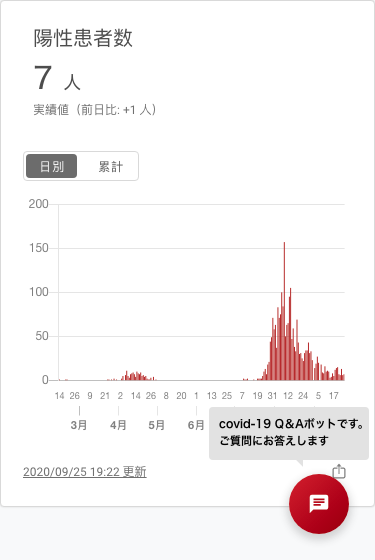 陽性患者数
7 人
実績値（前日比: +1 人）
日別 累計
200
150
100
50
0
14 26 9 21 2 14 26 8 20 1 13 25 7 19 31 12 24 5 17
3月 4月 5月 6月
covid-19 Q&Aボットです。
ご質問にお答えします
2020/09/25 19:22 更新